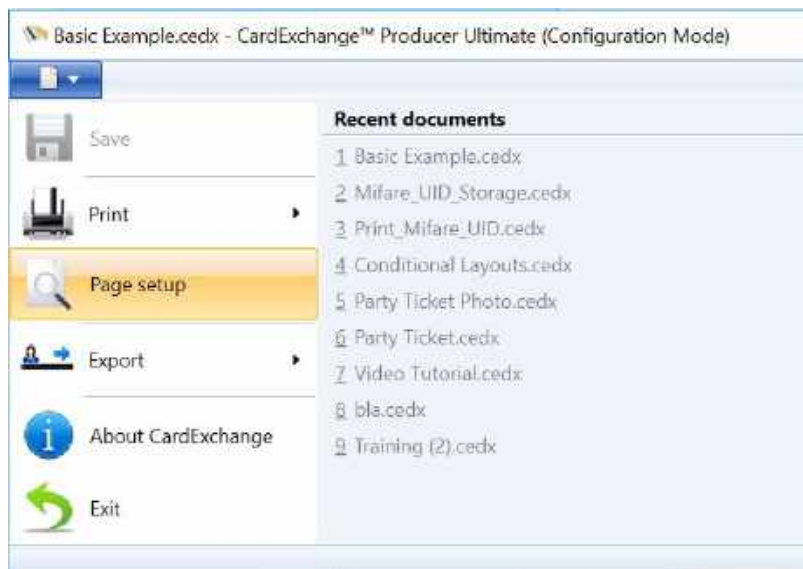 Basic Example.cedx - CardExchange™ Producer Ultimate (Configuration Mode)
Save
Print
Page setup
Export
About CardExchange
Exit
Recent documents
1 Basic Example.cedx
2 Mifare_UID_Storage.cedx
3 Print_Mifare_UID.cedx
4 Conditional Layouts.cedx
5 Party Ticket Photo.cedx
6 Party Ticket.cedx
7 Video Tutorial.cedx
8 bla.cedx
9 Training (2).cedx